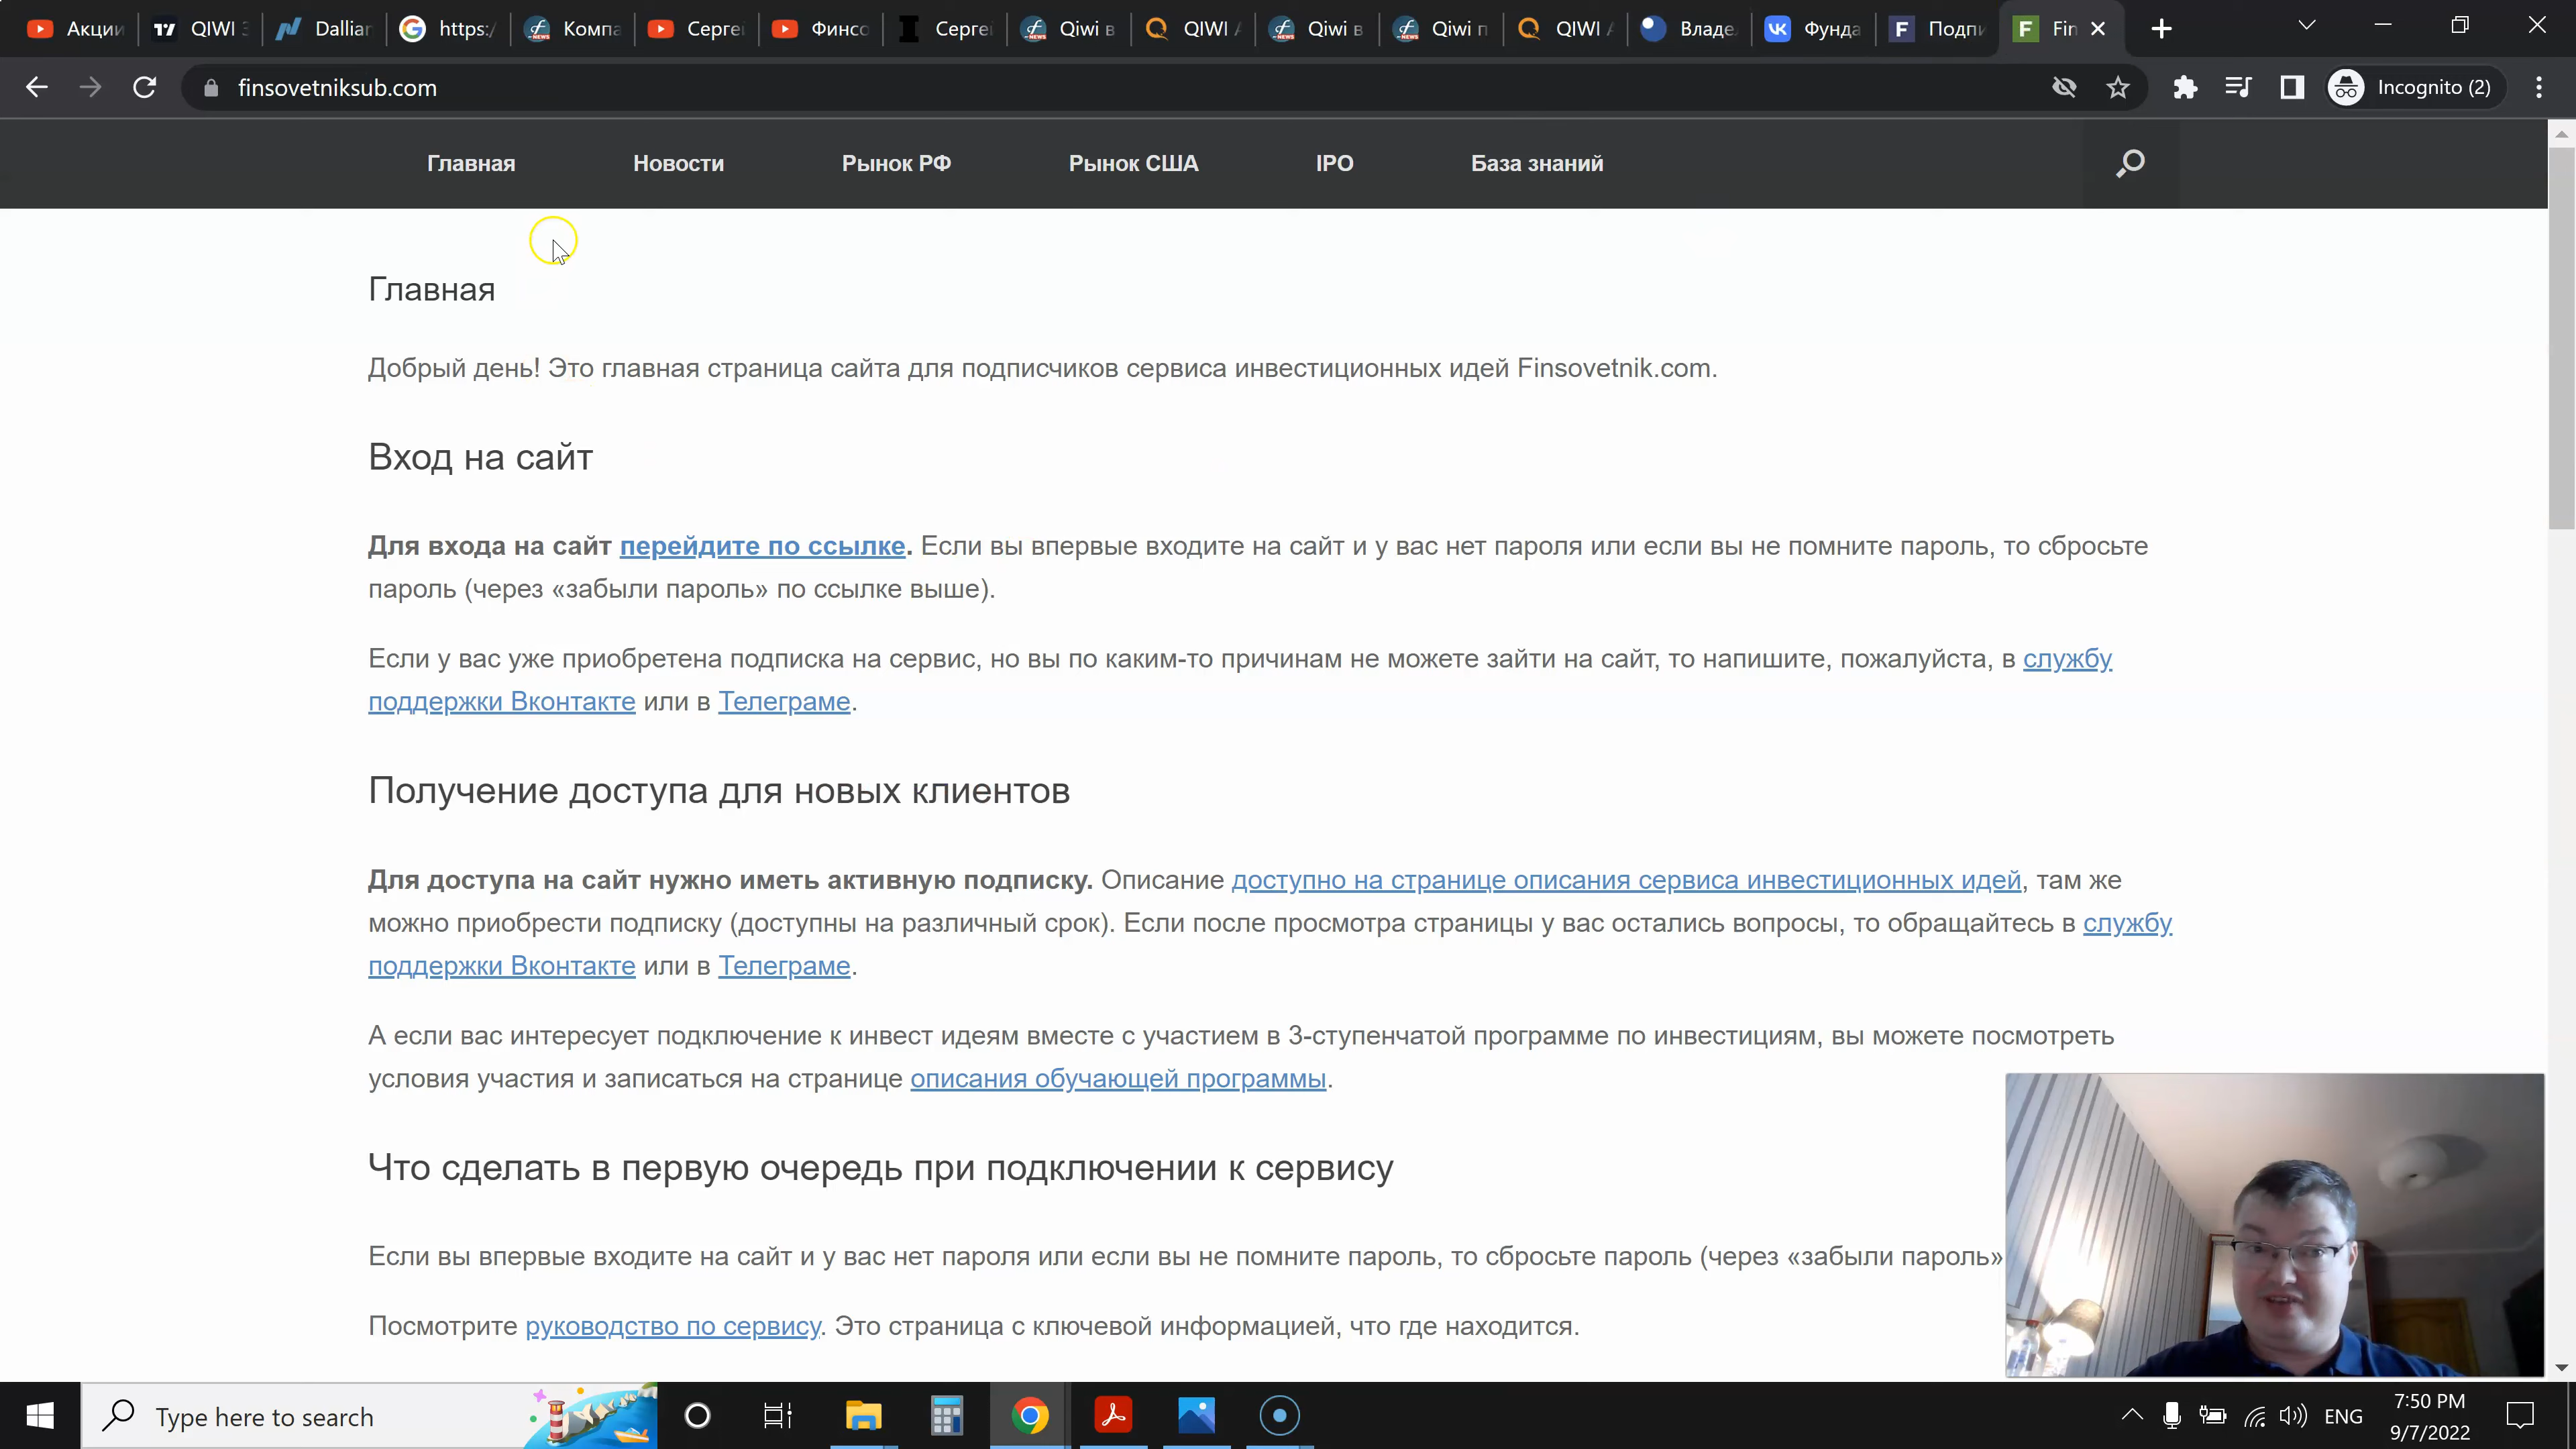 Акции
QIWI
Dallia
https:/
Компа
Серге
Финсо
Серге
Qiwi в
QIWI
Qiwi в
Qiwi п
QIWI
Владе
Фунда
Подпи
Fin
finsovetniksub.com
Incognito (2)
Главная
Новости
Рынок РФ
Рынок США
IPO
База знаний
Главная
Добрый день! Это главная страница сайта для подписчиков сервиса инвестиционных идей Finsovetnik.com.
Вход на сайт
Для входа на сайт перейдите по ссылке. Если вы впервые входите на сайт и у вас нет пароля или если вы не помните пароль, то сбросьте
пароль (через «забыли пароль» по ссылке выше).
Если у вас уже приобретена подписка на сервис, но вы по каким-то причинам не можете зайти на сайт, то напишите, пожалуйста, в службу
поддержки Вконтакте или в Телеграме.
Получение доступа для новых клиентов
Для доступа на сайт нужно иметь активную подписку. Описание доступно на странице описания сервиса инвестиционных идей, там же
можно приобрести подписку (доступны на различный срок). Если после просмотра страницы у вас остались вопросы, то обращайтесь в службу
поддержки Вконтакте или в Телеграме.
А если вас интересует подключение к инвест идеям вместе с участием в 3-ступенчатой программе по инвестициям, вы можете посмотреть
условия участия и записаться на странице описания обучающей программы.
Что сделать в первую очередь при подключении к сервису
Если вы впервые входите на сайт и у вас нет пароля или если вы не помните пароль, то сбросьте пароль (через «забыли пароль»
Посмотрите руководство по сервису. Это страница с ключевой информацией, что где находится.
Type here to search
ENG
7:50 PM
9/7/2022